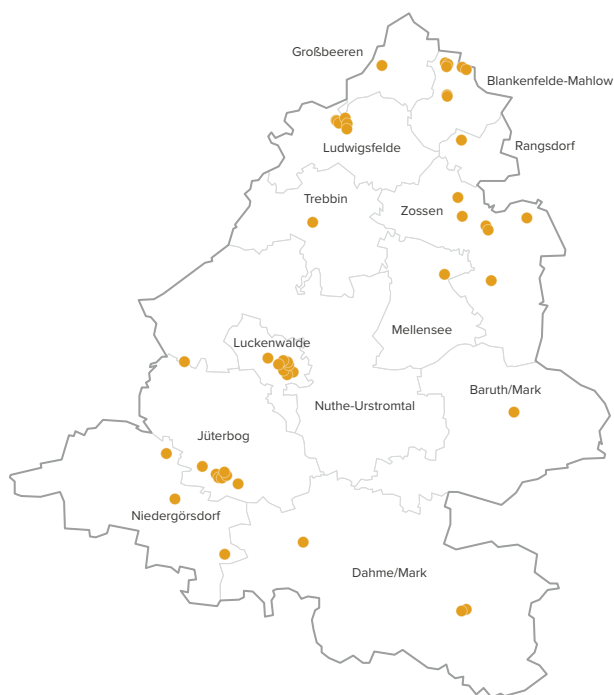 Großbeeren
Blankenfelde-Mahlow
Ludwigsfelde
Rangsdorf
Trebbin
Zossen
Mellensee
Luckenwalde
Nuthe-Urstromtal
Baruth/Mark
Jüterbog
Niedergörsdorf
Dahme/Mark